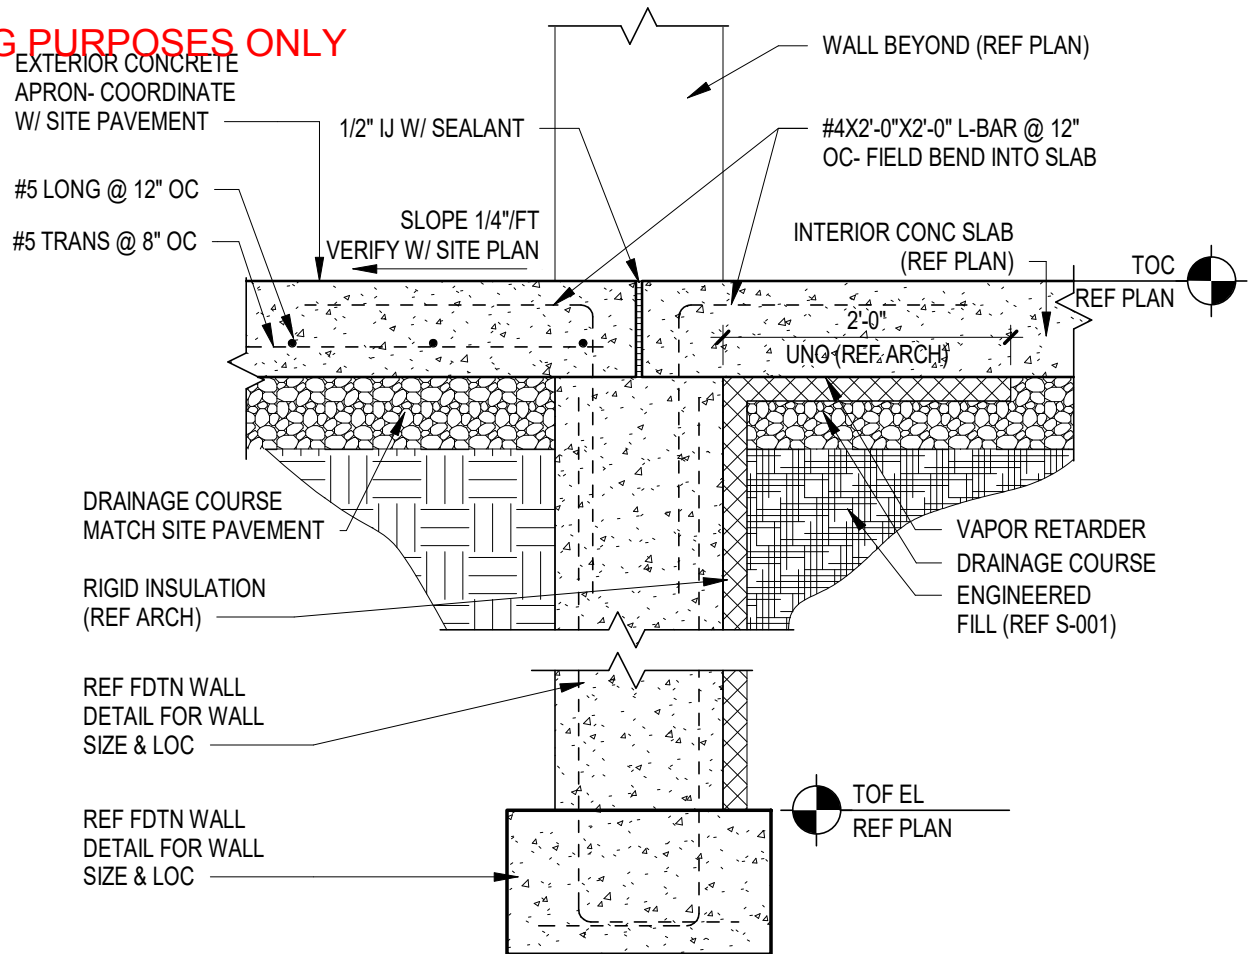 G PURPOSES ONLY
EXTERIOR CONCRETE
APRON- COORDINATE
W/ SITE PAVEMENT
#5 LONG @ 12" OC
#5 TRANS @ 8" OC
1/2" IJ W/ SEALANT
SLOPE 1/4"/FT
VERIFY W/ SITE PLAN
WALL BEYOND (REF PLAN)
#4X2'-0"X2'-0" L-BAR @ 12"
OC- FIELD BEND INTO SLAB
INTERIOR CONC SLAB
(REF PLAN)
TOC
REF PLAN
2'-0"
UNO (REF ARCH)
DRAINAGE COURSE
MATCH SITE PAVEMENT
RIGID INSULATION
(REF ARCH)
VAPOR RETARDER
DRAINAGE COURSE
ENGINEERED
FILL (REF S-001)
REF FDTN WALL
DETAIL FOR WALL
SIZE & LOC
REF FDTN WALL
DETAIL FOR WALL
SIZE & LOC
TOF EL
REF PLAN